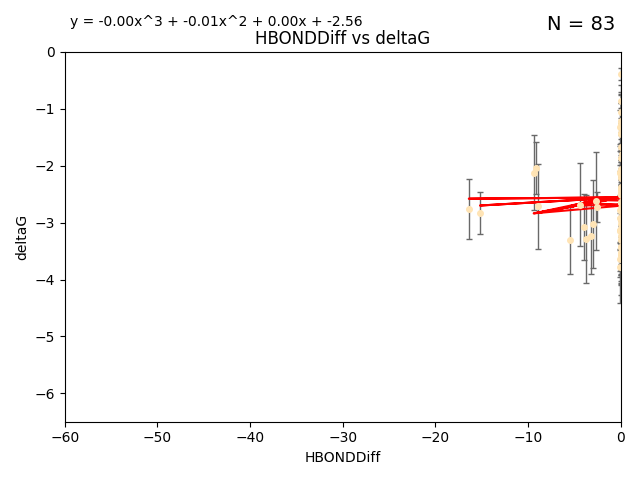 y = -0.00x^3 + -0.01x^2 + 0.00x + -2.56
N = 83
HBONDDiff vs deltaG
0
−1
−2
−3
−4
−5
−6
deltaG
−60 −50 −40 −30 −20 −10 0
HBONDDiff